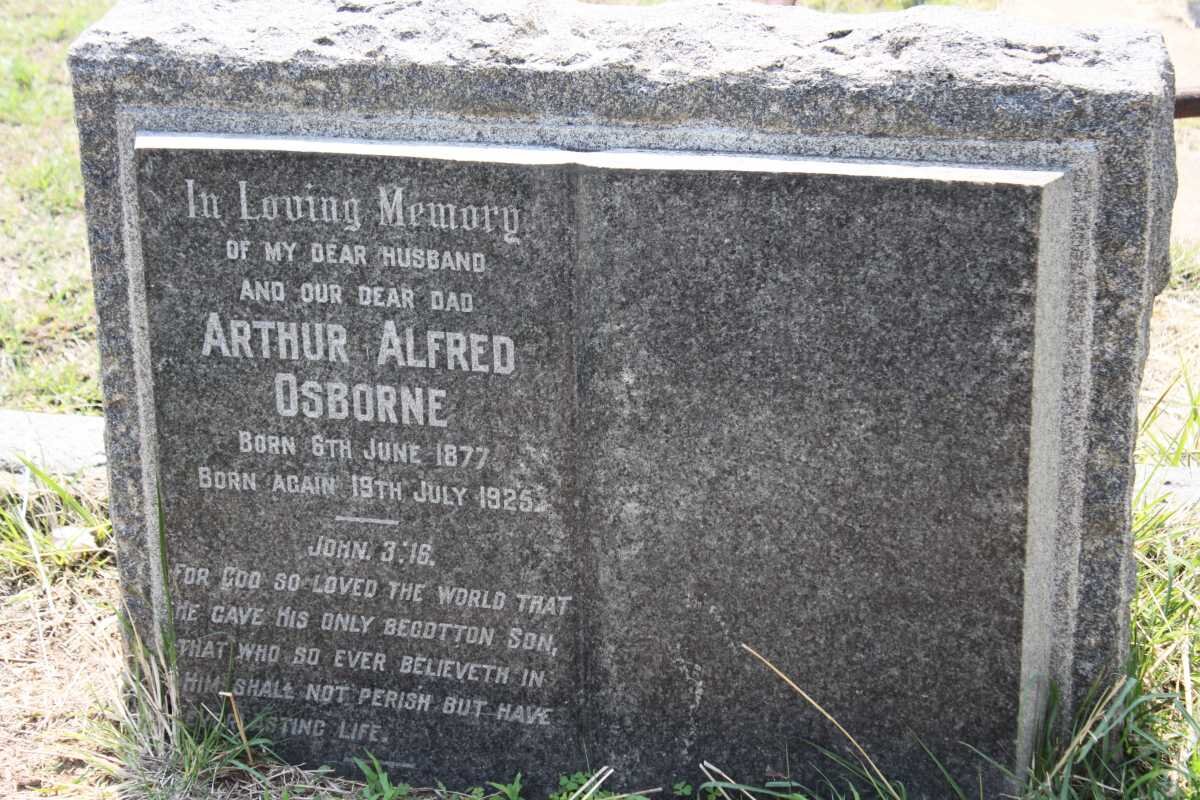 In Loving Memory
OF MY DEAR HUSBAND
AND OUR DEAR DAD
ARTHUR ALFRED
OSBORNE
BORN 6TH JUNE 1877
BORN AGAIN 19TH JULY 1925.
JOHN. 3.16.
FOR GOD SO LOVED THE WORLD THAT
HE GAVE HIS ONLY BEGOTTON SON,
THAT WHO SO EVER BELIEVETH IN
HIM SHALL NOT PERISH BUT HAVE
LIFE.